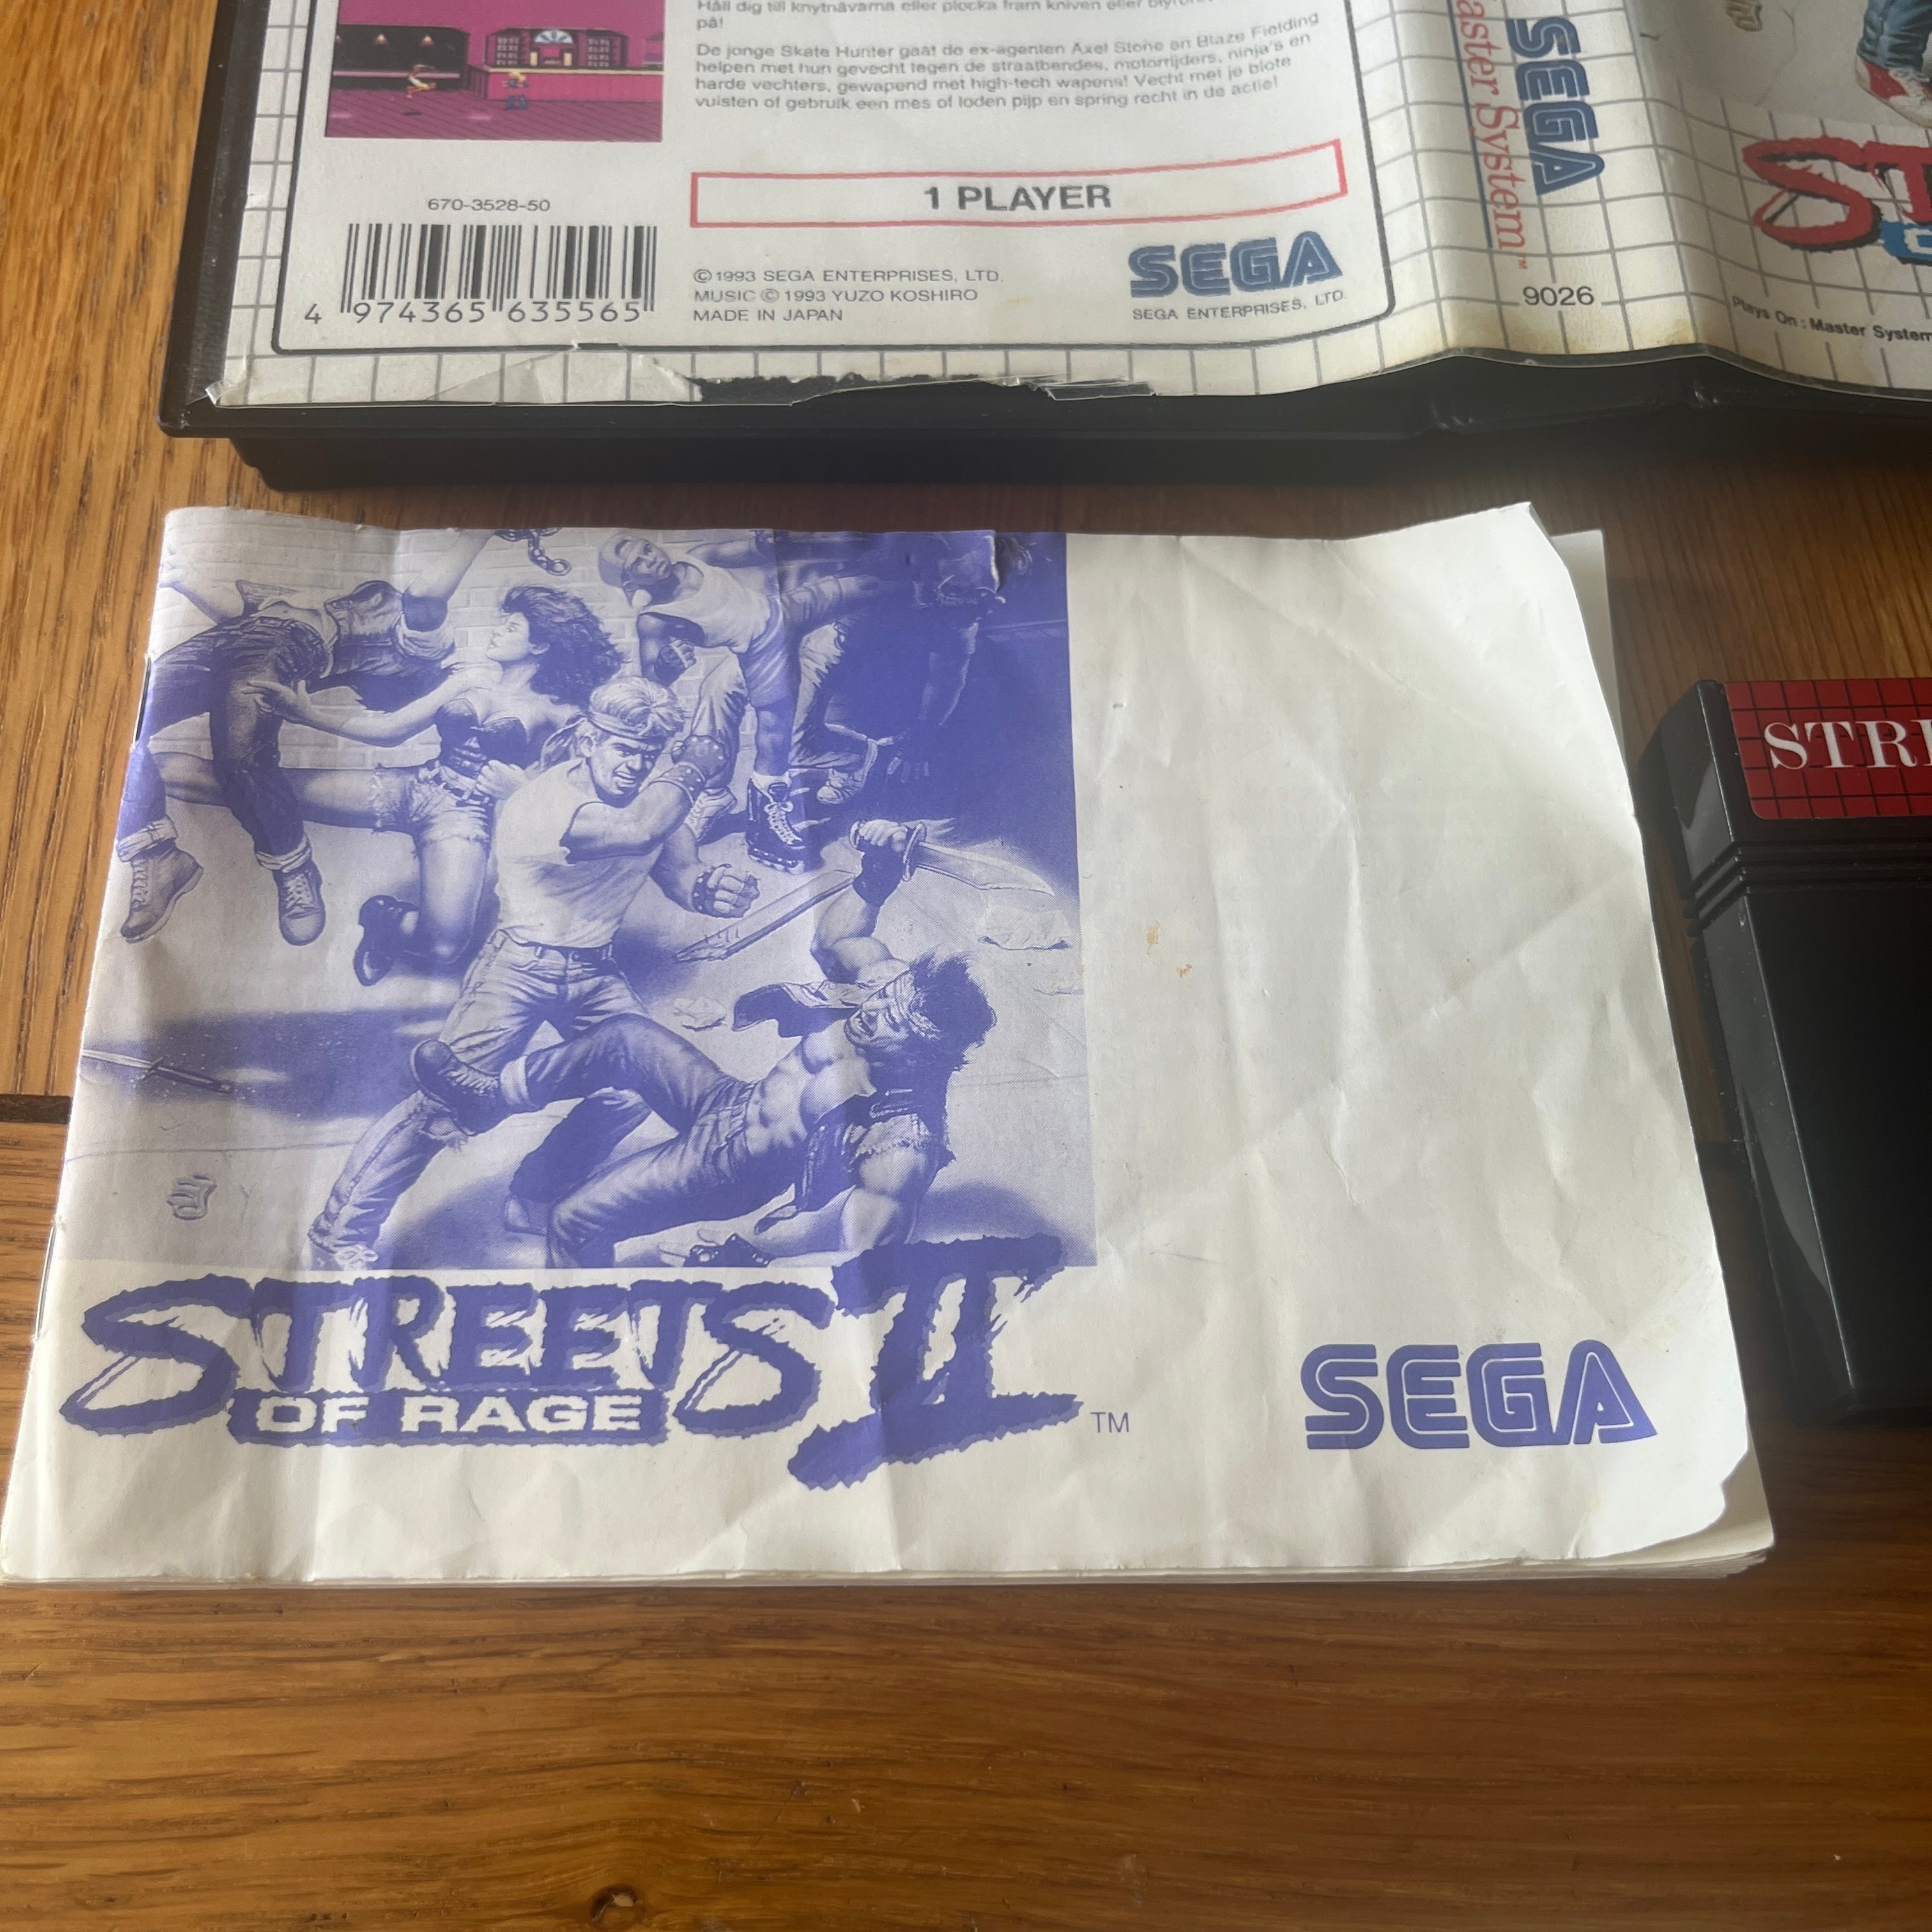 Håll dig till knytnävarna eller plocka fram kniven eller
på!
De jonge Skate Hunter gaat de ex-agenten Axel Stone en Blaze Fielding
helpen met hun gevecht tegen de straatbendes, motorrijders, ninja's en
harde vechters, gewapend met high-tech wapens! Vecht met je blote
vuisten of gebruik een mes of loden pijp en spring recht in de actie!
1 PLAYER
670-3528-50
4 974365 635565
© 1993 SEGA ENTERPRISES, LTD.
MUSIC © 1993 YUZO KOSHIRO
MADE IN JAPAN
SEGA
SEGA ENTERPRISES, LTD.
SEGA
aster System™
9026
ST
Plays On : Master System
STREETS II
OF RAGE
TM
SEGA
STR